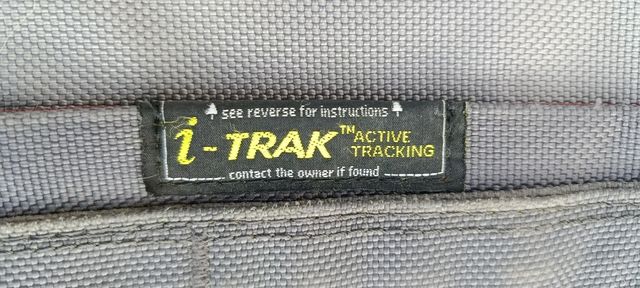 see reverse for instructions
i-TRAK™ ACTIVE
TRACKING
contact the owner if found